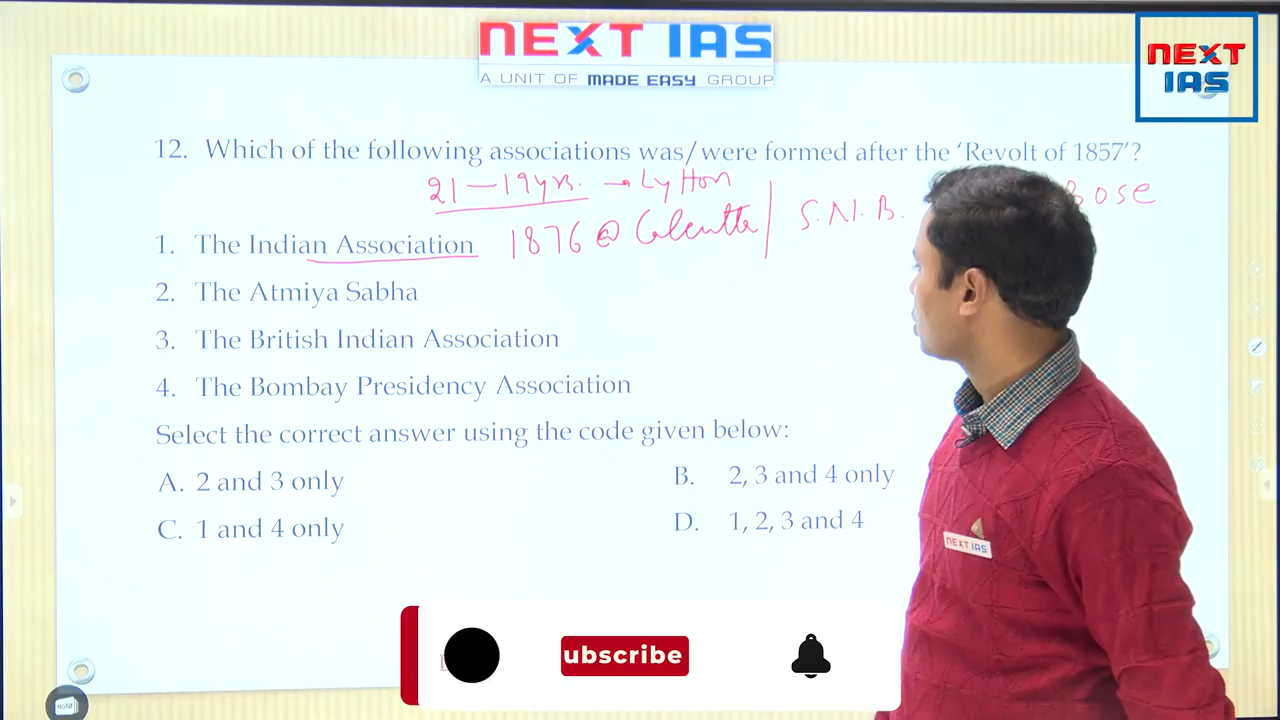 NEXT IAS
A UNIT OF MADE EASY GROUP
NEXT
IAS
12. Which of the following associations was/were formed after the ‘Revolt of 1857’?
21 — 19 yrs. → Lytton
1. The Indian Association 1876 @ Calcutta / S.N.B. Bose
2. The Atmiya Sabha
3. The British Indian Association
4. The Bombay Presidency Association
Select the correct answer using the code given below:
A. 2 and 3 only
B. 2, 3 and 4 only
C. 1 and 4 only
D. 1, 2, 3 and 4
NEXT IAS
ubscribe
Note